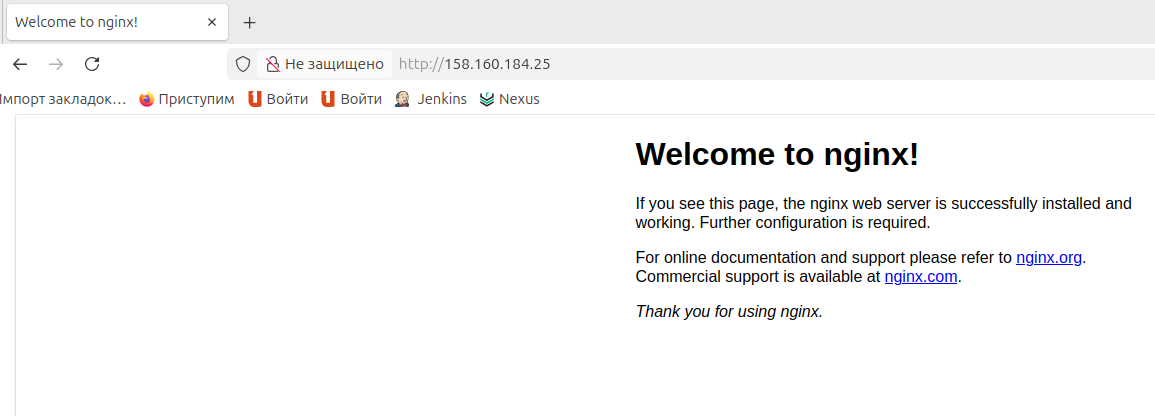 Welcome to nginx!
Не защищено http://158.160.184.25
Импорт закладок... Приступим Войти Войти Jenkins Nexus
Welcome to nginx!
If you see this page, the nginx web server is successfully installed and
working. Further configuration is required.
For online documentation and support please refer to nginx.org.
Commercial support is available at nginx.com.
Thank you for using nginx.